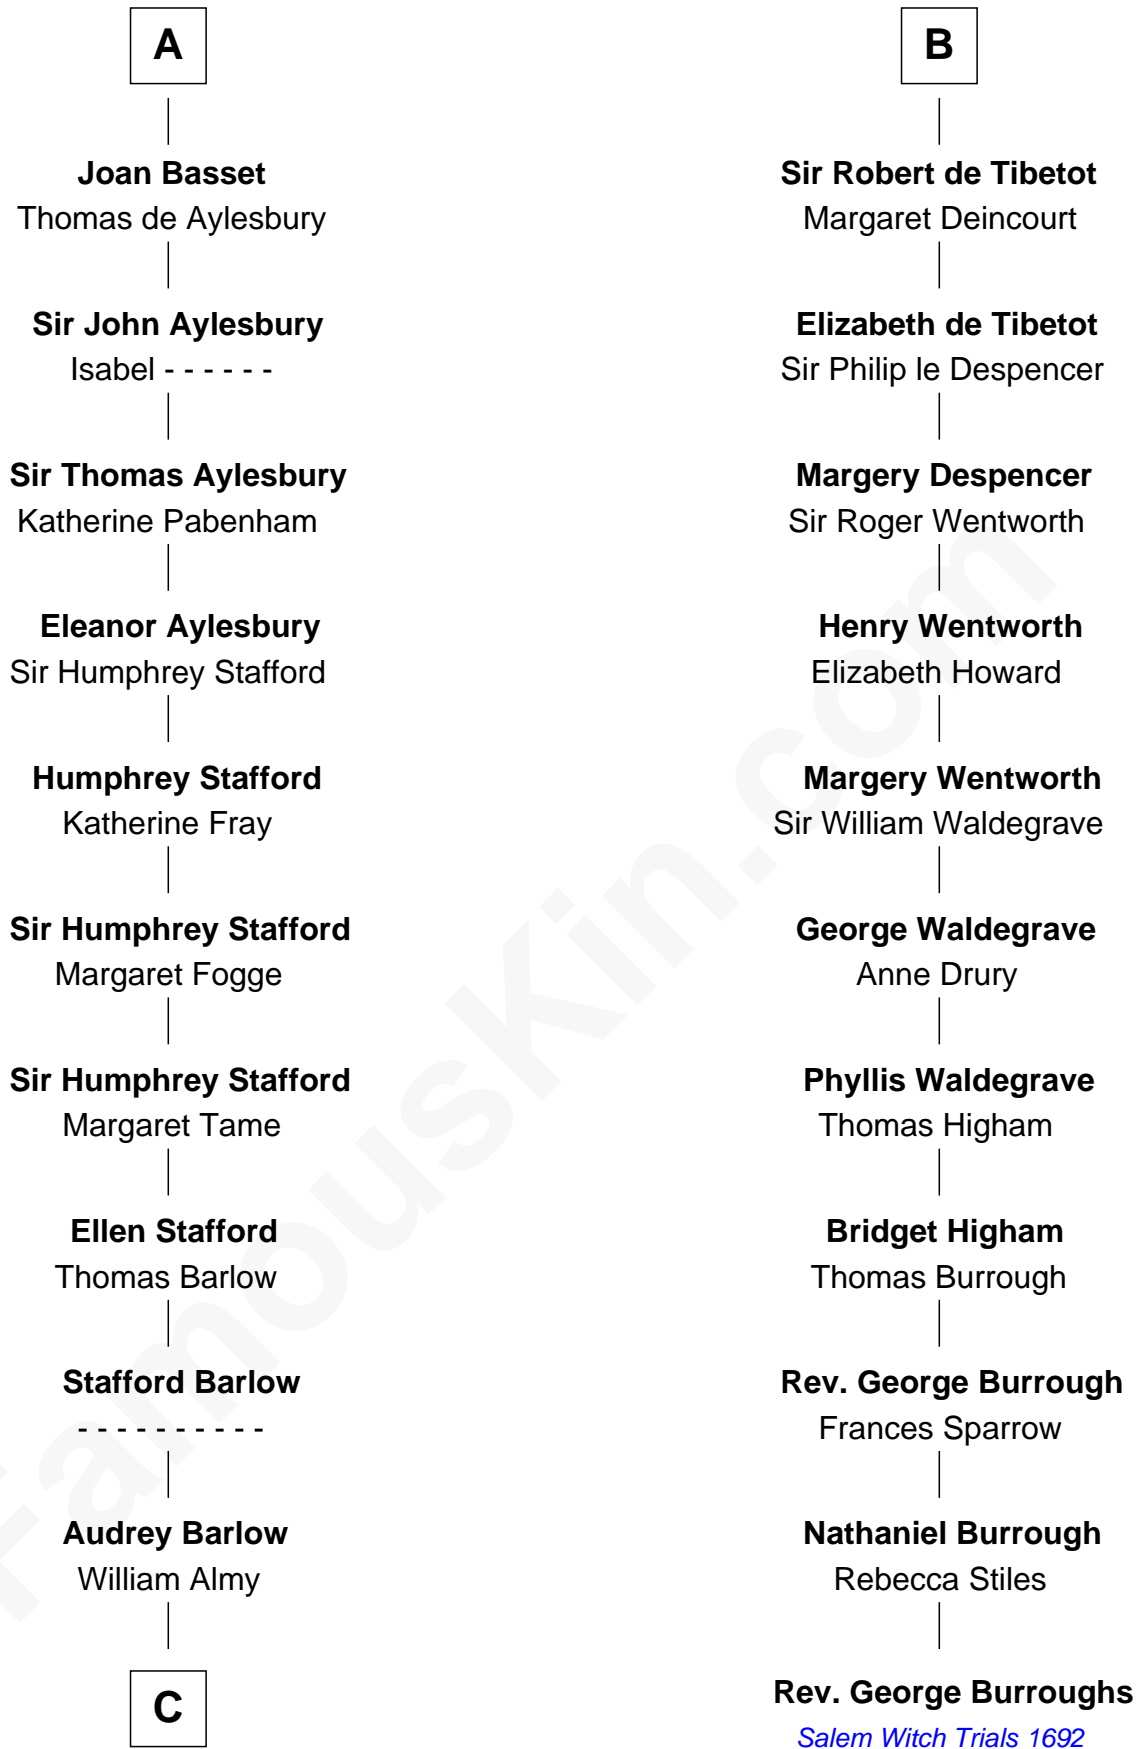 A
Joan Basset
Thomas de Aylesbury
Sir John Aylesbury
Isabel - - - - - -
Sir Thomas Aylesbury
Katherine Pabenham
Eleanor Aylesbury
Sir Humphrey Stafford
Humphrey Stafford
Katherine Fray
Sir Humphrey Stafford
Margaret Fogge
Sir Humphrey Stafford
Margaret Tame
Ellen Stafford
Thomas Barlow
Stafford Barlow
- - - - - - - - - -
Audrey Barlow
William Almy
C
B
Sir Robert de Tibetot
Margaret Deincourt
Elizabeth de Tibetot
Sir Philip le Despencer
Margery Despencer
Sir Roger Wentworth
Henry Wentworth
Elizabeth Howard
Margery Wentworth
Sir William Waldegrave
George Waldegrave
Anne Drury
Phyllis Waldegrave
Thomas Higham
Bridget Higham
Thomas Burrough
Rev. George Burrough
Frances Sparrow
Nathaniel Burrough
Rebecca Stiles
Rev. George Burroughs
Salem Witch Trials 1692
FamousKin.com